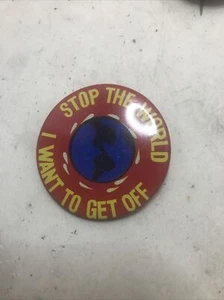 STOP THE WORLD
I WANT TO GET OFF